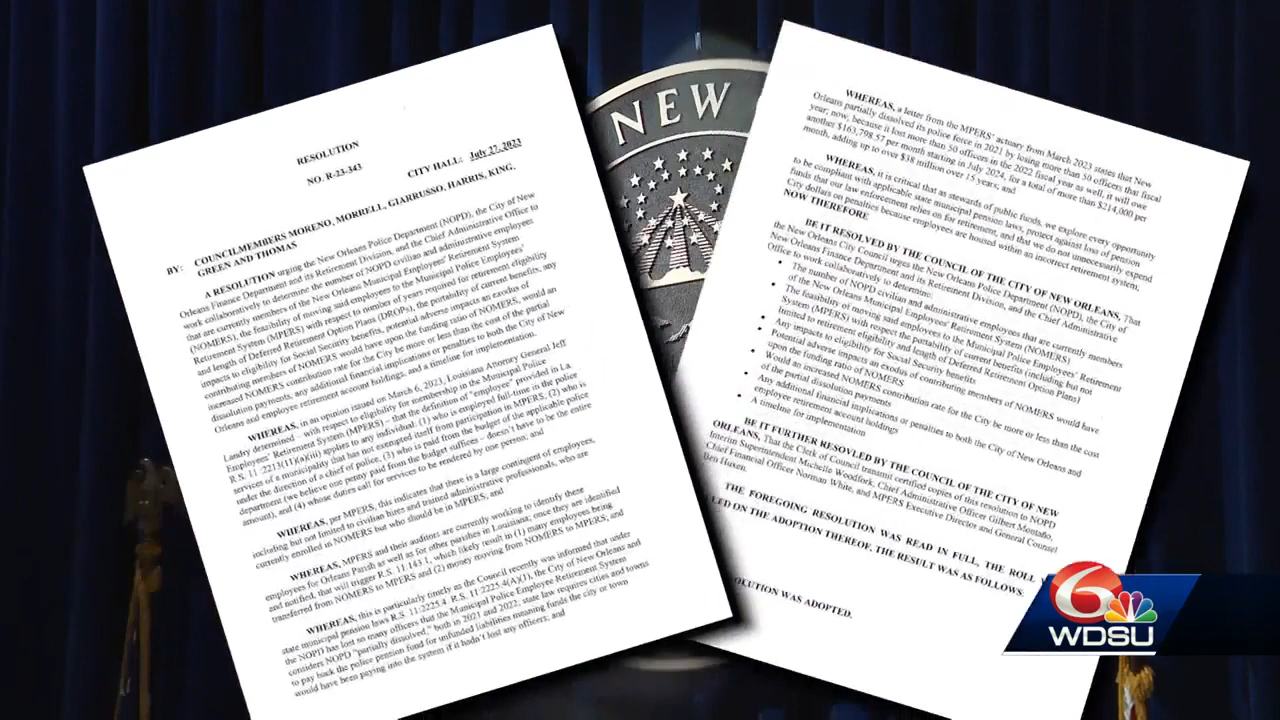 RESOLUTION
NO. R-23-343
CITY HALL: July 27, 2023
BY: COUNCILMEMBERS MORENO, MORRELL, GIARRUSSO, HARRIS, KING,
GREEN AND THOMAS
A RESOLUTION urging the New Orleans Police Department (NOPD), the City of New
Orleans Finance Department and its Retirement Division, and the Chief Administrative Office to
work collaboratively to determine the number of NOPD civilian and administrative employees
that are currently members of the New Orleans Municipal Employees' Retirement System
(NOMERS), the feasibility of moving said employees to the Municipal Police Employees'
Retirement System (MPERS) with respect to number of years required for retirement eligibility
and length of Deferred Retirement Option Plans (DROPs), the portability of current benefits, any
impacts to eligibility for Social Security benefits, potential adverse impacts an exodus of
contributing members of NOMERS would have upon the funding ratio of NOMERS, would an
increased NOMERS contribution rate for the City be more or less than the cost of the partial
dissolution payments, any additional financial implications or penalties to both the City of New
Orleans and employee retirement account holdings, and a timeline for implementation.
WHEREAS, in an opinion issued on March 6, 2023, Louisiana Attorney General Jeff
Landry determined – with respect to eligibility for membership in the Municipal Police
Employees' Retirement System (MPERS) – that the definition of "employee" provided in La.
R.S. 11:2213(11)(a)(iii) applies to any individual: (1) who is employed full-time in the police
services of a municipality that has not exempted itself from participation in MPERS, (2) who is
under the direction of a chief of police, (3) who is paid from the budget of the applicable police
department (we believe one penny paid from the budget suffices – doesn't have to be the entire
amount), and (4) whose duties call for services to be rendered by one person; and
WHEREAS, per MPERS, this indicates that there is a large contingent of employees,
including but not limited to civilian hires and trained administrative professionals, who are
currently enrolled in NOMERS but who should be in MPERS, and
WHEREAS, MPERS and their auditors are currently working to identify these
employees for Orleans Parish as well as for other parishes in Louisiana; once they are identified
and notified, that will trigger R.S. 11:143.1, which likely result in (1) many employees being
transferred from NOMERS to MPERS and (2) money moving from NOMERS to MPERS; and
WHEREAS, this is particularly timely as the Council recently was informed that under
state municipal pension laws R.S. 11:2225.4 R.S. 11:2225.4(A)(1), the City of New Orleans and
the NOPD has lost so many officers that the Municipal Police Employee Retirement System
considers NOPD "partially dissolved," both in 2021 and 2022; state law requires cities and towns
to pay back the police pension fund for unfunded liabilities meaning funds the city or town
would have been paying into the system if it hadn't lost any officers; and
NEW
WHEREAS, a letter from the MPERS' actuary from March 2023 states that New
Orleans partially dissolved its police force in 2021 by losing more than 50 officers that fiscal
year; now, because it lost more than 50 officers in the 2022 fiscal year as well, it will owe
another $163,798.57 per month starting in July 2024, for a total of more than $214,000 per
month, adding up to over $38 million over 15 years; and
WHEREAS, it is critical that as stewards of public funds, we explore every opportunity
to be compliant with applicable state municipal pension laws, protect against loss of pension
funds that our law enforcement relies on for retirement, and that we do not unnecessarily expend
City dollars on penalties because employees are housed within an incorrect retirement system,
NOW THEREFORE
BE IT RESOLVED BY THE COUNCIL OF THE CITY OF NEW ORLEANS, That
the New Orleans City Council urges the New Orleans Police Department (NOPD), the City of
New Orleans Finance Department and its Retirement Division, and the Chief Administrative
Office to work collaboratively to determine:
• The number of NOPD civilian and administrative employees that are currently members
of the New Orleans Municipal Employees' Retirement System (NOMERS)
• The feasibility of moving said employees to the Municipal Police Employees' Retirement
System (MPERS) with respect the portability of current benefits (including but not
limited to retirement eligibility and length of Deferred Retirement Option Plans)
• Any impacts to eligibility for Social Security benefits
• Potential adverse impacts an exodus of contributing members of NOMERS would have
upon the funding ratio of NOMERS
• Would an increased NOMERS contribution rate for the City be more or less than the cost
of the partial dissolution payments
• Any additional financial implications or penalties to both the City of New Orleans and
employee retirement account holdings
• A timeline for implementation
BE IT FURTHER RESOVLED BY THE COUNCIL OF THE CITY OF NEW
ORLEANS, That the Clerk of Council transmit certified copies of this resolution to NOPD
Interim Superintendent Michelle Woodfork, Chief Administrative Officer Gilbert Montaño,
Chief Financial Officer Norman White, and MPERS Executive Director and General Counsel
Ben Huxen.
THE FOREGOING RESOLUTION WAS READ IN FULL, THE ROLL
LED ON THE ADOPTION THEREOF, THE RESULT WAS AS FOLLOWS:
OLUTION WAS ADOPTED.
6
WDSU